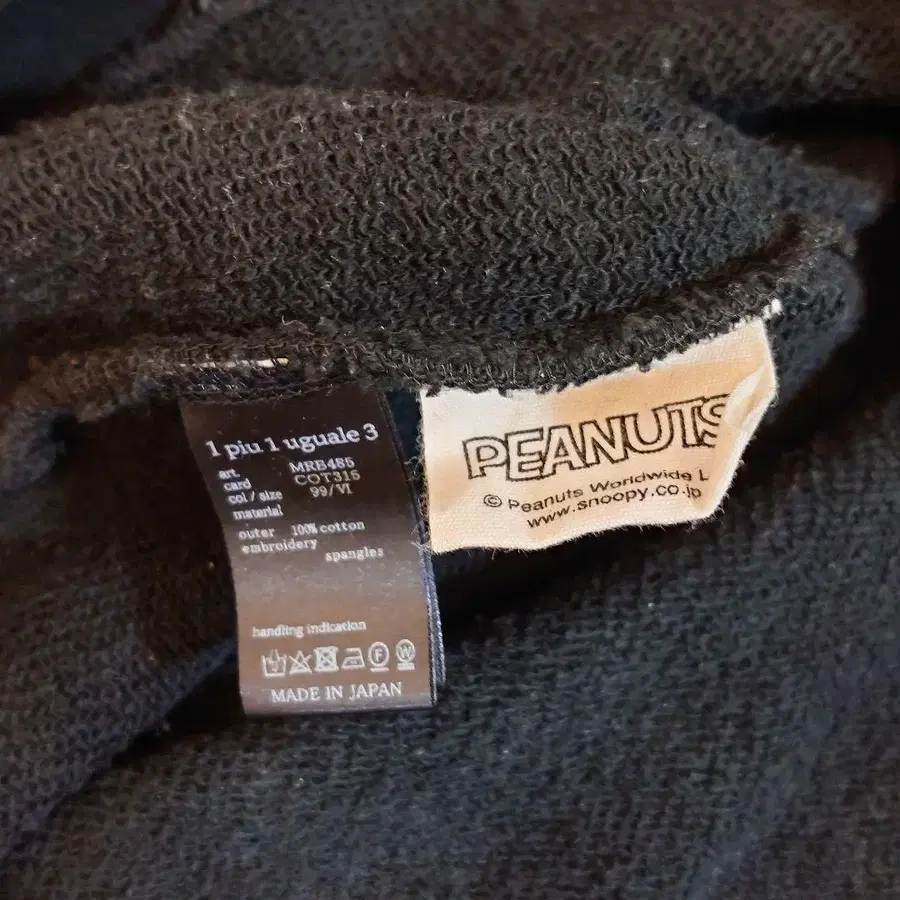 1 piu 1 uguale 3
art. MRB485
card COT315
col / size 99/VI
material
outer 100% cotton
embroidery
spangles
handling indication
F W
MADE IN JAPAN
PEANUTS
© Peanuts Worldwide L
www.snoopy.co.jp